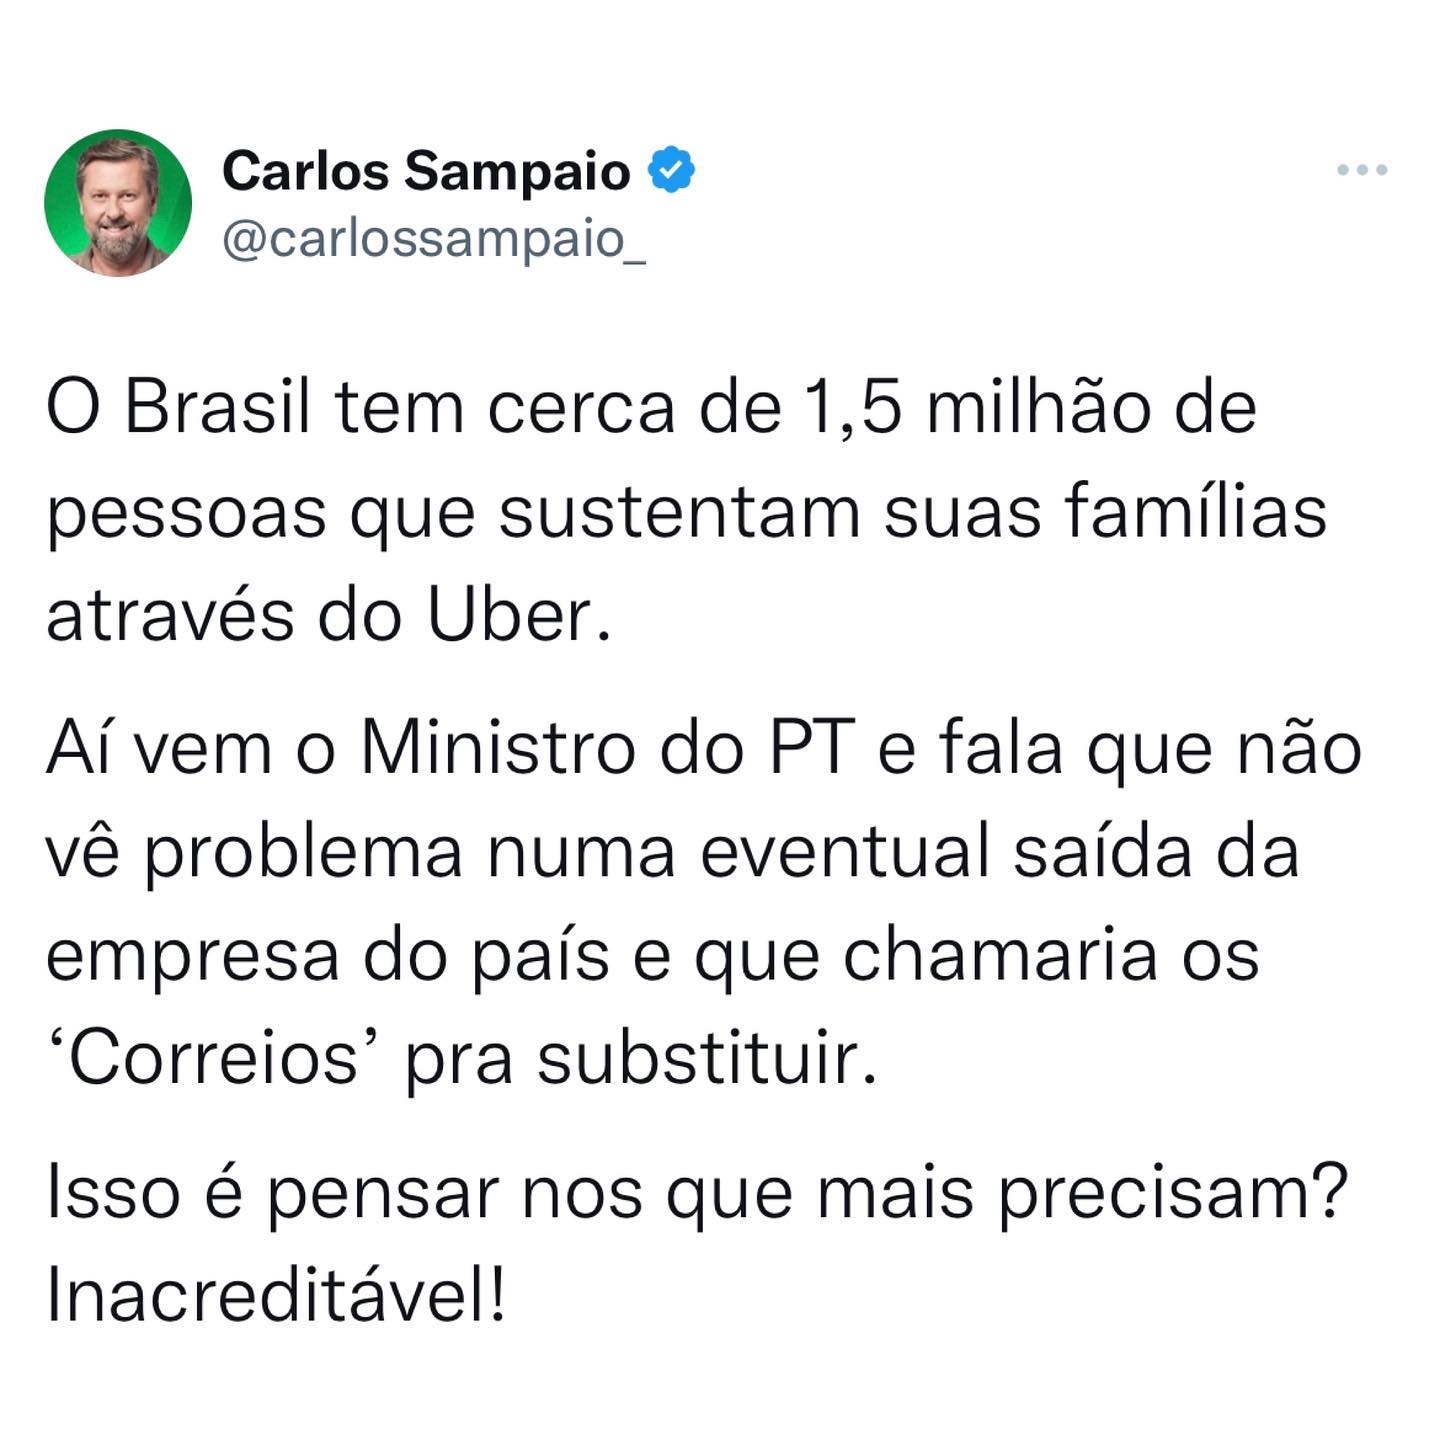 Carlos Sampaio
@carlossampaio_
O Brasil tem cerca de 1,5 milhão de
pessoas que sustentam suas famílias
através do Uber.
Aí vem o Ministro do PT e fala que não
vê problema numa eventual saída da
empresa do país e que chamaria os
‘Correios’ pra substituir.
Isso é pensar nos que mais precisam?
Inacreditável!